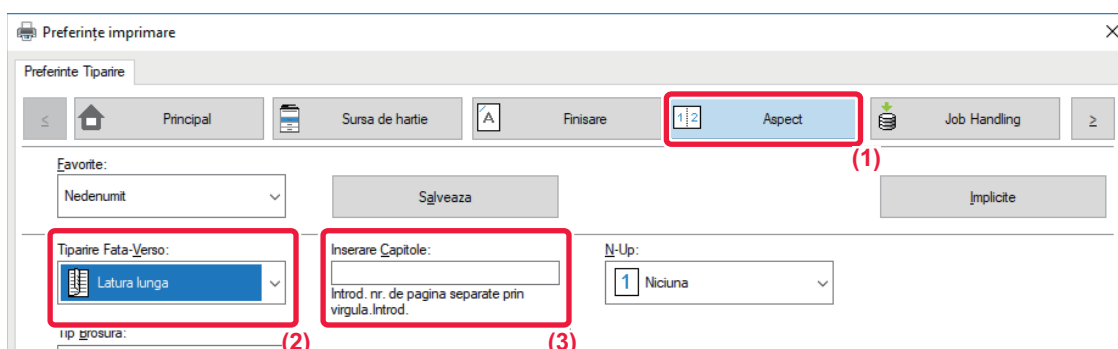 Preferințe imprimare
Preferinte Tiparire
< Principal Sursa de hartie Finisare Aspect Job Handling >
(1)
Favorite:
Nedenumit Salveaza Implicite
Tiparire Fata-Verso: Inserare Capitole: N-Up:
Latura lunga 1 Niciuna
Introd. nr. de pagina separate prin
virgula.Introd.
Tip Brosura:
(2) (3)